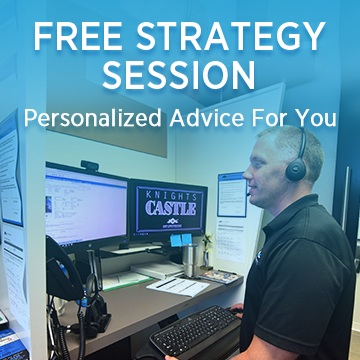 FREE STRATEGY
SESSION
Personalized Advice For You
KNIGHTS
CASTLE